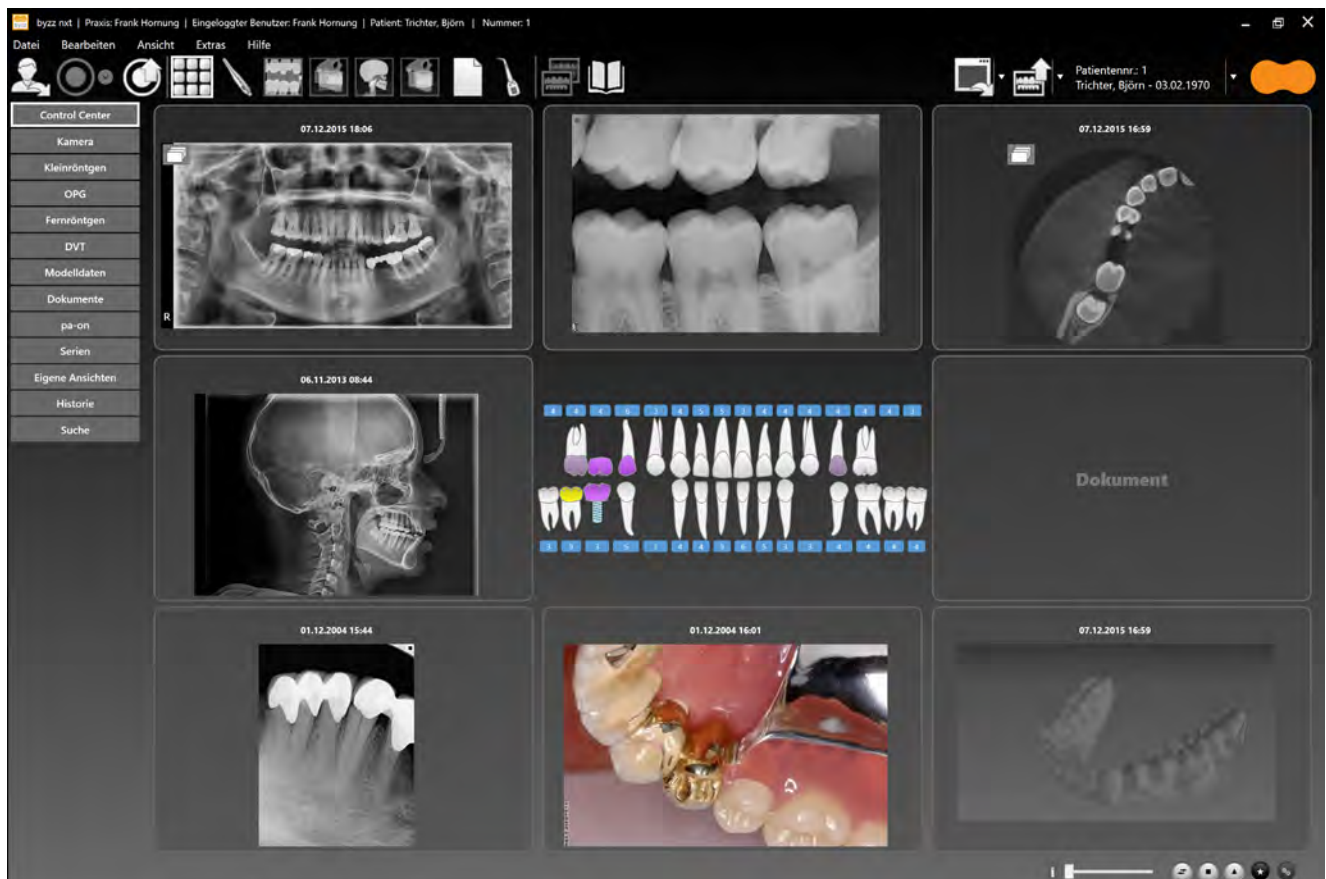 byzz nxt | Praxis: Frank Hornung | Eingeloggter Benutzer: Frank Hornung | Patient: Trichter, Björn | Nummer: 1
Datei Bearbeiten Ansicht Extras Hilfe
Patientennr.: 1
Trichter, Björn - 03.02.1970
Control Center
Kamera
Kleinröntgen
OPG
Fernröntgen
DVT
Modelldaten
Dokumente
pa-on
Serien
Eigene Ansichten
Historie
Suche
07.12.2015 18:06
R
07.12.2015 16:59
06.11.2013 08:44
Dokument
01.12.2004 15:44
01.12.2004 16:01
07.12.2015 16:59